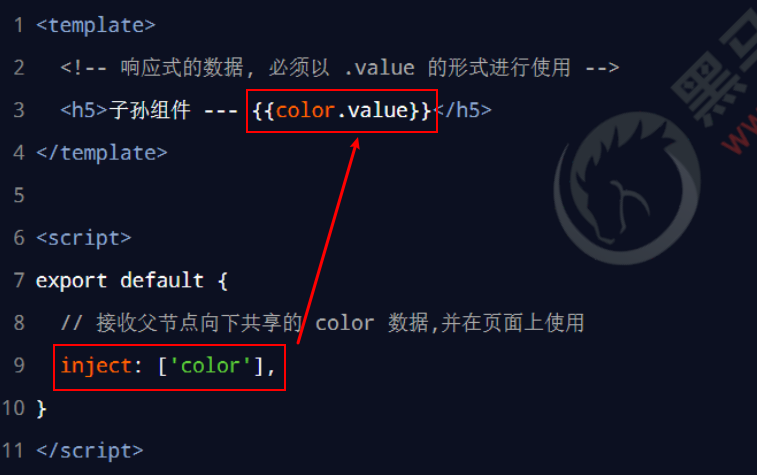 1 <template>
2 <!-- 响应式的数据, 必须以 .value 的形式进行使用 -->
3 <h5>子孙组件 --- {{color.value}}</h5>
4 </template>
5
6 <script>
7 export default {
8 // 接收父节点向下共享的 color 数据,并在页面上使用
9 inject: ['color'],
10 }
11 </script>
黑马
www.